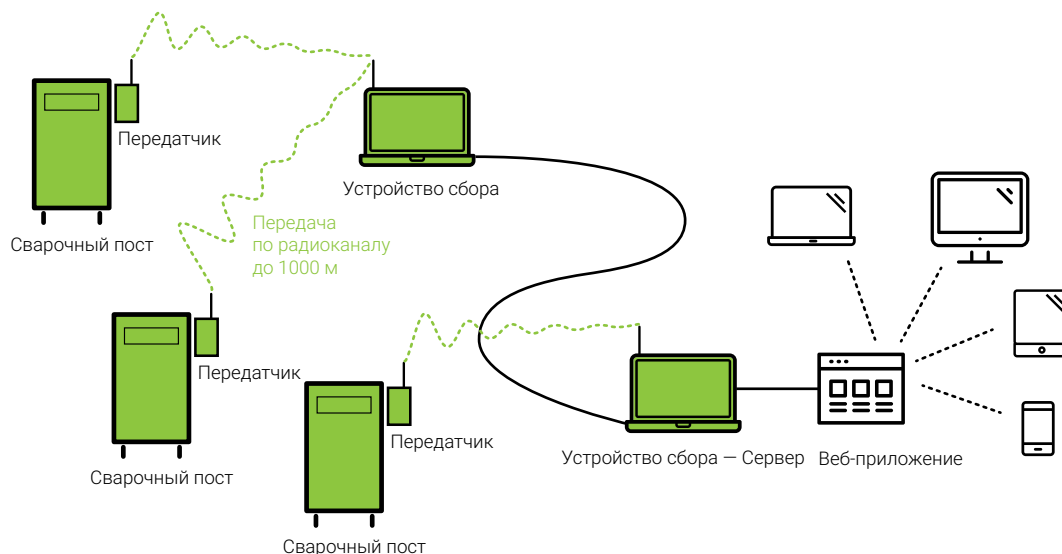 Передатчик
Устройство сбора
Сварочный пост
Передача
по радиоканалу
до 1000 м
Передатчик
Передатчик
Сварочный пост
Устройство сбора — Сервер
Веб-приложение
Сварочный пост